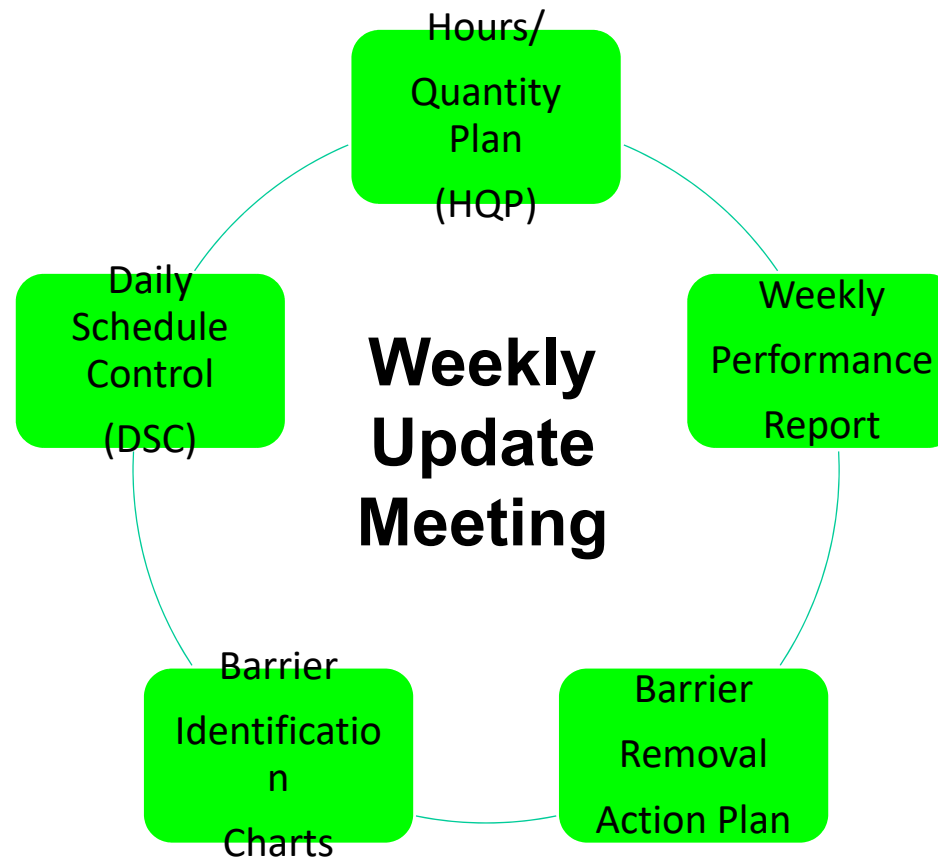 Hours/
Quantity
Plan
(HQP)
Daily
Schedule
Control
(DSC)
Weekly
Update
Meeting
Weekly
Performance
Report
Barrier
Identificatio
n
Charts
Barrier
Removal
Action Plan